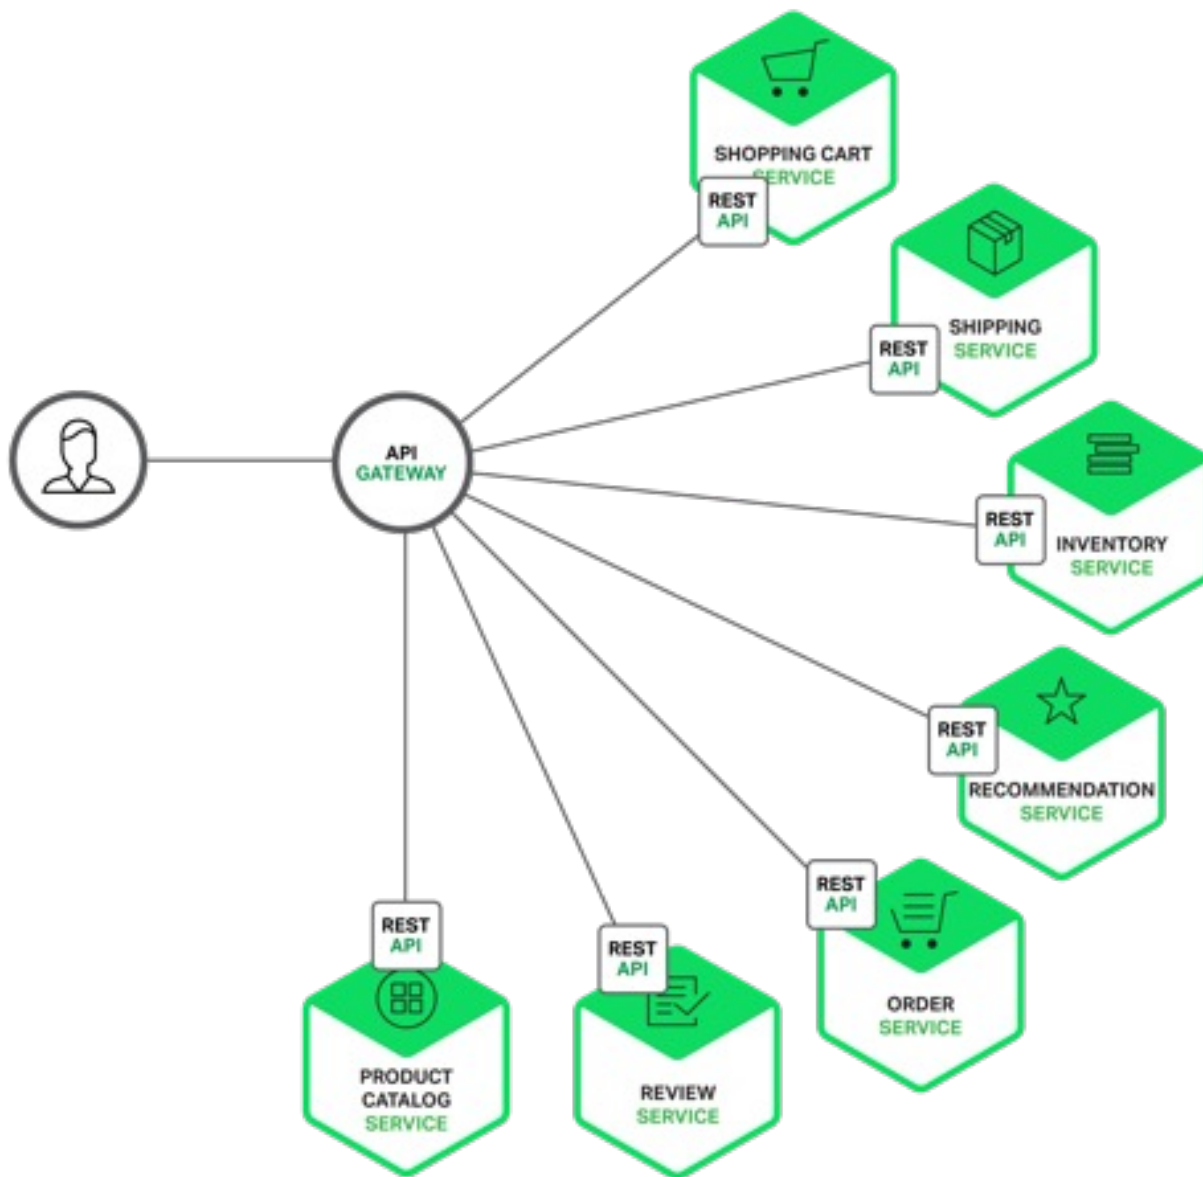 SHOPPING CART
SERVICE
REST
API
SHIPPING
SERVICE
REST
API
API
GATEWAY
REST
API
INVENTORY
SERVICE
REST
API
RECOMMENDATION
SERVICE
REST
API
ORDER
SERVICE
REST
API
REVIEW
SERVICE
REST
API
PRODUCT
CATALOG
SERVICE